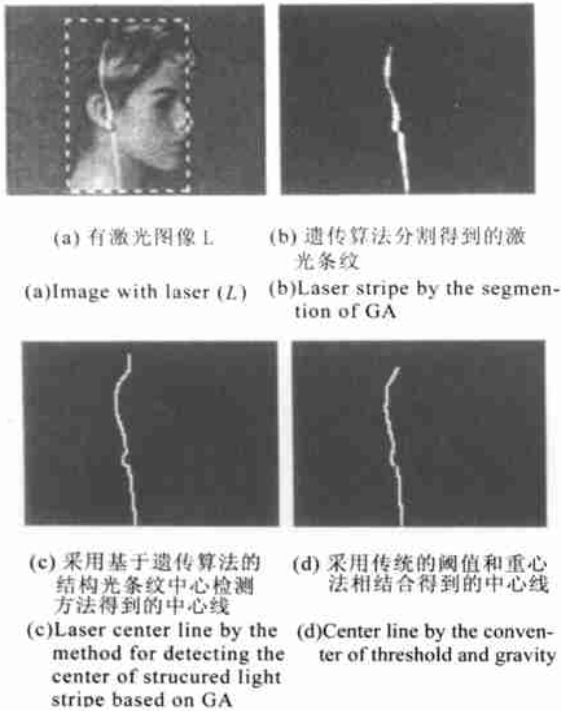 (a) 有激光图像 L
(a)Image with laser (L)
(b) 遗传算法分割得到的激
光条纹
(b)Laser stripe by the segmen-
tion of GA
(c) 采用基于遗传算法的
结构光条纹中心检测
方法得到的中心线
(c)Laser center line by the
method for detecting the
center of strucured light
stripe based on GA
(d) 采用传统的阈值和重心
法相结合得到的中心线
(d)Center line by the conven-
ter of threshold and gravity